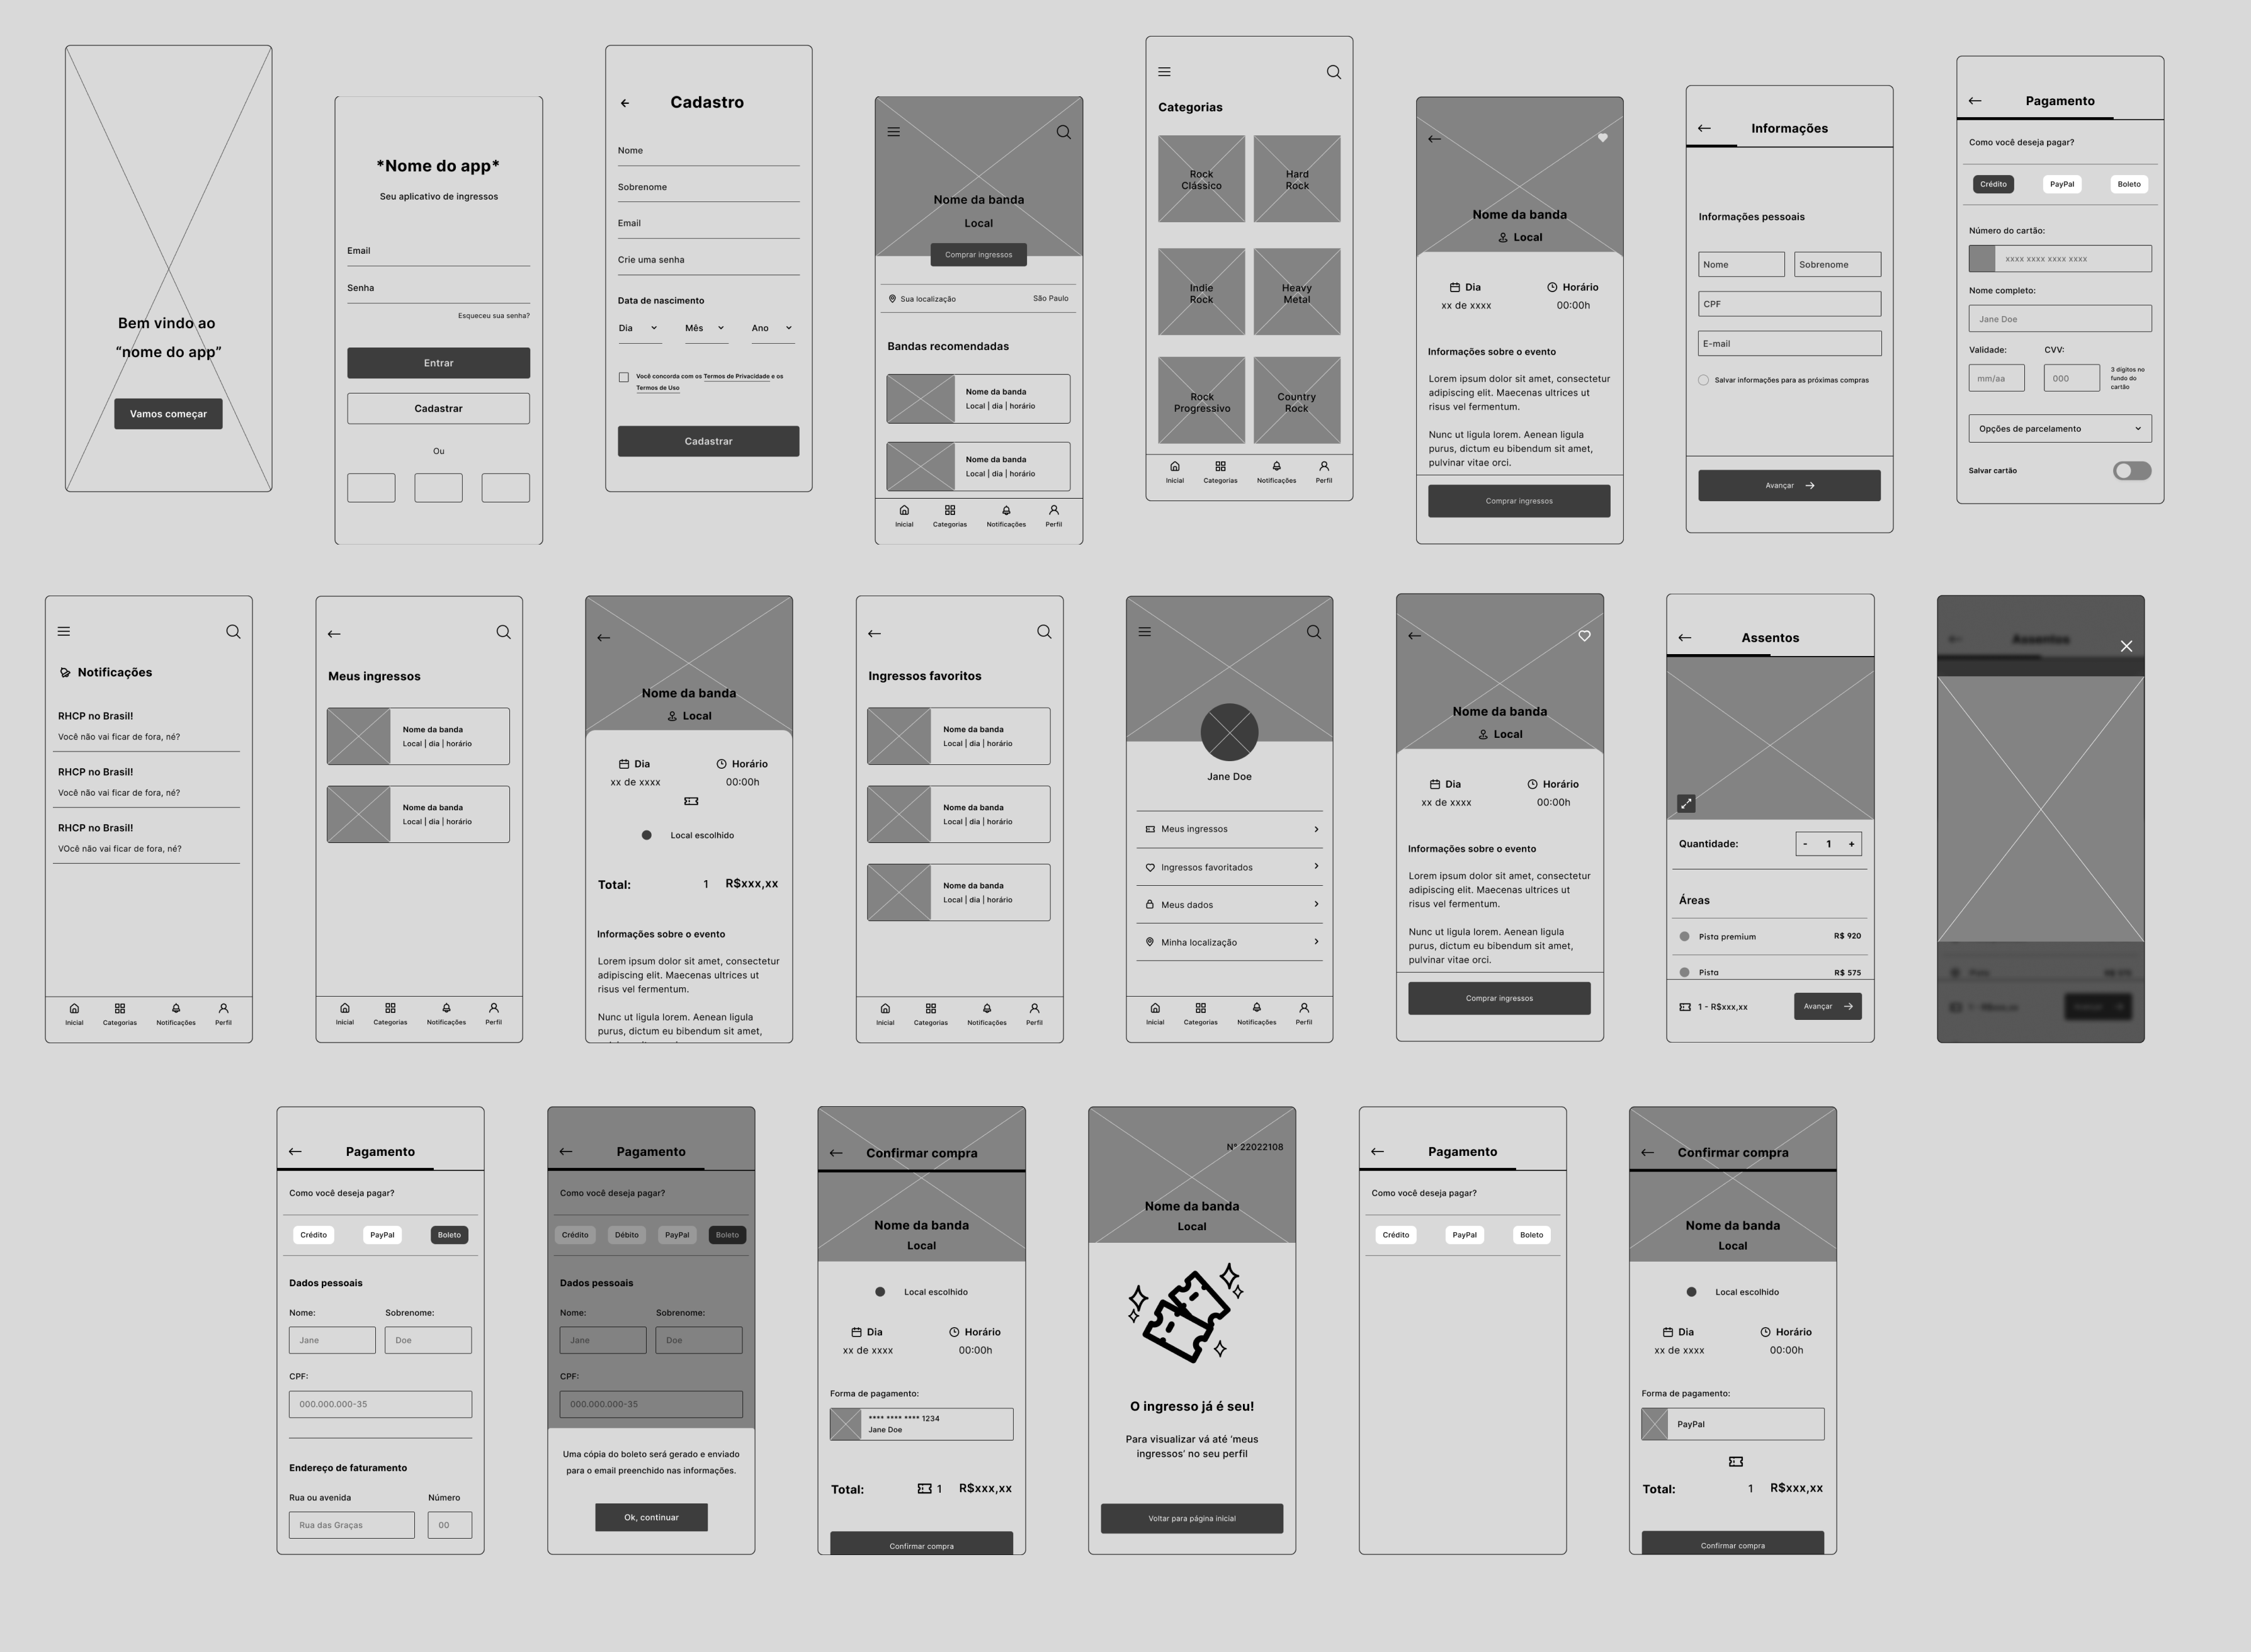 Bem vindo ao
“nome do app”
Vamos começar
*Nome do app*
Seu aplicativo de ingressos
Email
Senha
Esqueceu sua senha?
Entrar
Cadastrar
Ou
Cadastro
Nome
Sobrenome
Email
Crie uma senha
Data de nascimento
Dia Mês Ano
Você concorda com os Termos de Privacidade e os
Termos de Uso
Cadastrar
Nome da banda
Local
Comprar ingressos
Sua localização São Paulo
Bandas recomendadas
Nome da banda
Local | dia | horário
Nome da banda
Local | dia | horário
Inicial Categorias Notificações Perfil
Categorias
Rock Hard
Clássico Rock
Indie Heavy
Rock Metal
Rock Country
Progressivo Rock
Inicial Categorias Notificações Perfil
Nome da banda
Local
Dia Horário
xx de xxxx 00:00h
Informações sobre o evento
Lorem ipsum dolor sit amet, consectetur
adipiscing elit. Maecenas ultrices ut
risus vel fermentum.
Nunc ut ligula lorem. Aenean ligula
purus, dictum eu bibendum sit amet,
pulvinar vitae orci.
Comprar ingressos
Informações
Informações pessoais
Nome Sobrenome
CPF
E-mail
Salvar informações para as próximas compras
Avançar
Pagamento
Como você deseja pagar?
Crédito PayPal Boleto
Número do cartão:
xxxx xxxx xxxx xxxx
Nome completo:
Jane Doe
Validade: CVV:
mm/aa 000
3 dígitos no
fundo do
cartão
Opções de parcelamento
Salvar cartão
Notificações
RHCP no Brasil!
Você não vai ficar de fora, né?
RHCP no Brasil!
Você não vai ficar de fora, né?
RHCP no Brasil!
VOcê não vai ficar de fora, né?
Inicial Categorias Notificações Perfil
Meus ingressos
Nome da banda
Local | dia | horário
Nome da banda
Local | dia | horário
Inicial Categorias Notificações Perfil
Nome da banda
Local
Dia Horário
xx de xxxx 00:00h
Local escolhido
Total: 1 R$xxx,xx
Informações sobre o evento
Lorem ipsum dolor sit amet, consectetur
adipiscing elit. Maecenas ultrices ut
risus vel fermentum.
Nunc ut ligula lorem. Aenean ligula
purus, dictum eu bibendum sit amet,
Ingressos favoritos
Nome da banda
Local | dia | horário
Nome da banda
Local | dia | horário
Nome da banda
Local | dia | horário
Inicial Categorias Notificações Perfil
Jane Doe
Meus ingressos
Ingressos favoritados
Meus dados
Minha localização
Inicial Categorias Notificações Perfil
Nome da banda
Local
Dia Horário
xx de xxxx 00:00h
Informações sobre o evento
Lorem ipsum dolor sit amet, consectetur
adipiscing elit. Maecenas ultrices ut
risus vel fermentum.
Nunc ut ligula lorem. Aenean ligula
purus, dictum eu bibendum sit amet,
pulvinar vitae orci.
Comprar ingressos
Assentos
Quantidade: - 1 +
Áreas
Pista premium R$ 920
Pista R$ 575
1 - R$xxx,xx Avançar
Assentos
Pista
Pagamento
Como você deseja pagar?
Crédito PayPal Boleto
Dados pessoais
Nome: Sobrenome:
Jane Doe
CPF:
000.000.000-35
Endereço de faturamento
Rua ou avenida Número
Rua das Graças 00
Pagamento
Como você deseja pagar?
Crédito Débito PayPal Boleto
Dados pessoais
Nome: Sobrenome:
Jane Doe
CPF:
000.000.000-35
Uma cópia do boleto será gerado e enviado
para o email preenchido nas informações.
Ok, continuar
Confirmar compra
Nome da banda
Local
Local escolhido
Dia Horário
xx de xxxx 00:00h
Forma de pagamento:
**** **** **** 1234
Jane Doe
Total: 1 R$xxx,xx
Confirmar compra
N° 22022108
Nome da banda
Local
O ingresso já é seu!
Para visualizar vá até ‘meus
ingressos’ no seu perfil
Voltar para página inicial
Pagamento
Como você deseja pagar?
Crédito PayPal Boleto
Confirmar compra
Nome da banda
Local
Local escolhido
Dia Horário
xx de xxxx 00:00h
Forma de pagamento:
PayPal
Total: 1 R$xxx,xx
Confirmar compra